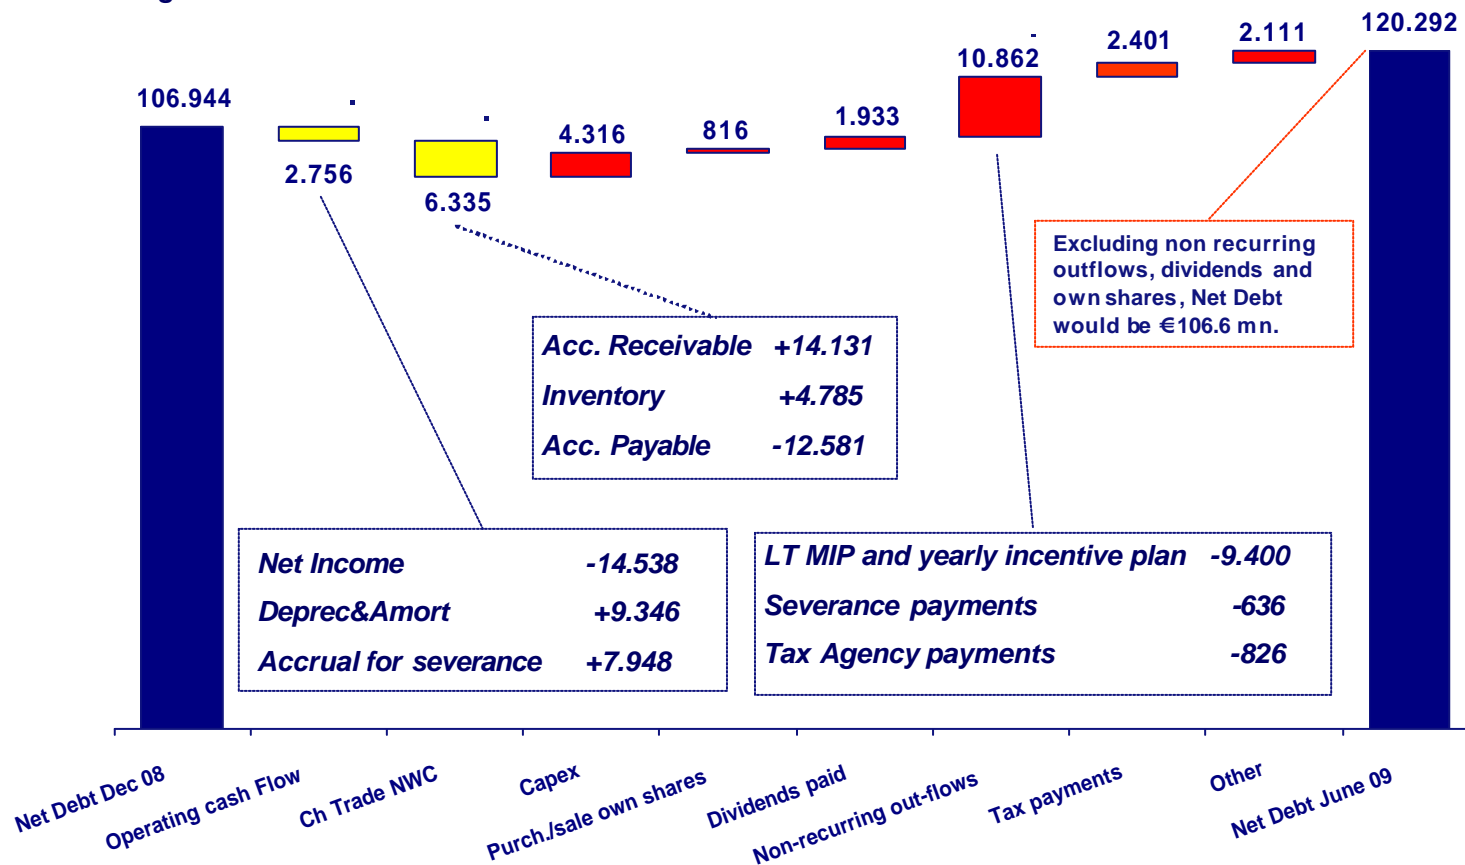 106.944
2.756
6.335
4.316
816
1.933
10.862
2.401
2.111
120.292
Excluding non recurring
outflows, dividends and
own shares, Net Debt
would be €106.6 mn.
Acc. Receivable +14.131
Inventory +4.785
Acc. Payable -12.581
Net Income -14.538
Deprec&Amort +9.346
Accrual for severance +7.948
LT MIP and yearly incentive plan -9.400
Severance payments -636
Tax Agency payments -826
Net Debt Dec 08
Operating cash Flow
Ch Trade NWC
Capex
Purch./sale own shares
Dividends paid
Non-recurring out-flows
Tax payments
Other
Net Debt June 09